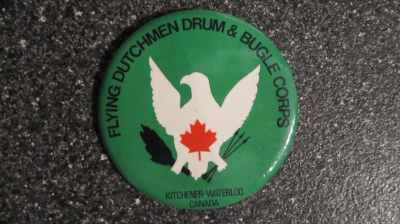 FLYING DUTCHMEN DRUM & BUGLE CORPS
KITCHENER-WATERLOO
CANADA